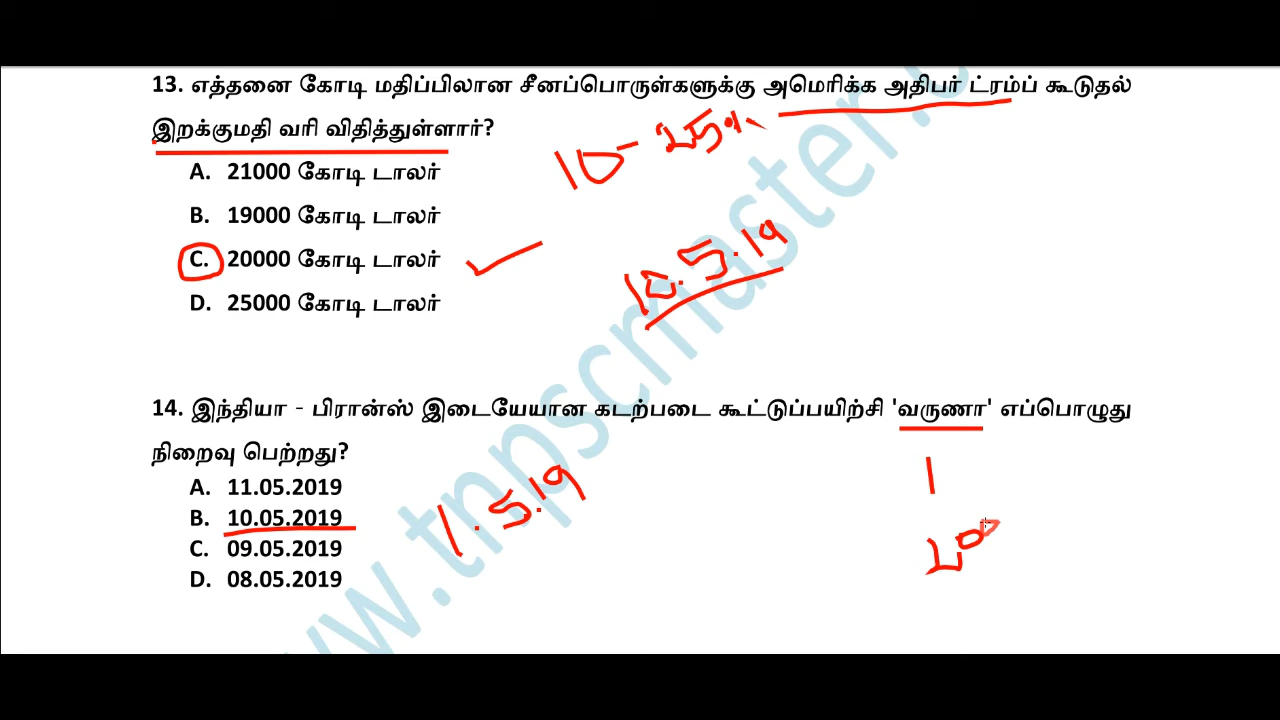 13. எத்தனை கோடி மதிப்பிலான சீனப்பொருள்களுக்கு அமெரிக்க அதிபர் ட்ரம்ப் கூடுதல்
இறக்குமதி வரி விதித்துள்ளார்?
10 - 25%
A. 21000 கோடி டாலர்
B. 19000 கோடி டாலர்
C. 20000 கோடி டாலர்
10.5.19
D. 25000 கோடி டாலர்
14. இந்தியா - பிரான்ஸ் இடையேயான கடற்படை கூட்டுப்பயிற்சி 'வருணா' எப்பொழுது
நிறைவு பெற்றது?
A. 11.05.2019
B. 10.05.2019
1.5.19
C. 09.05.2019
D. 08.05.2019
www.tnpscmaster.c